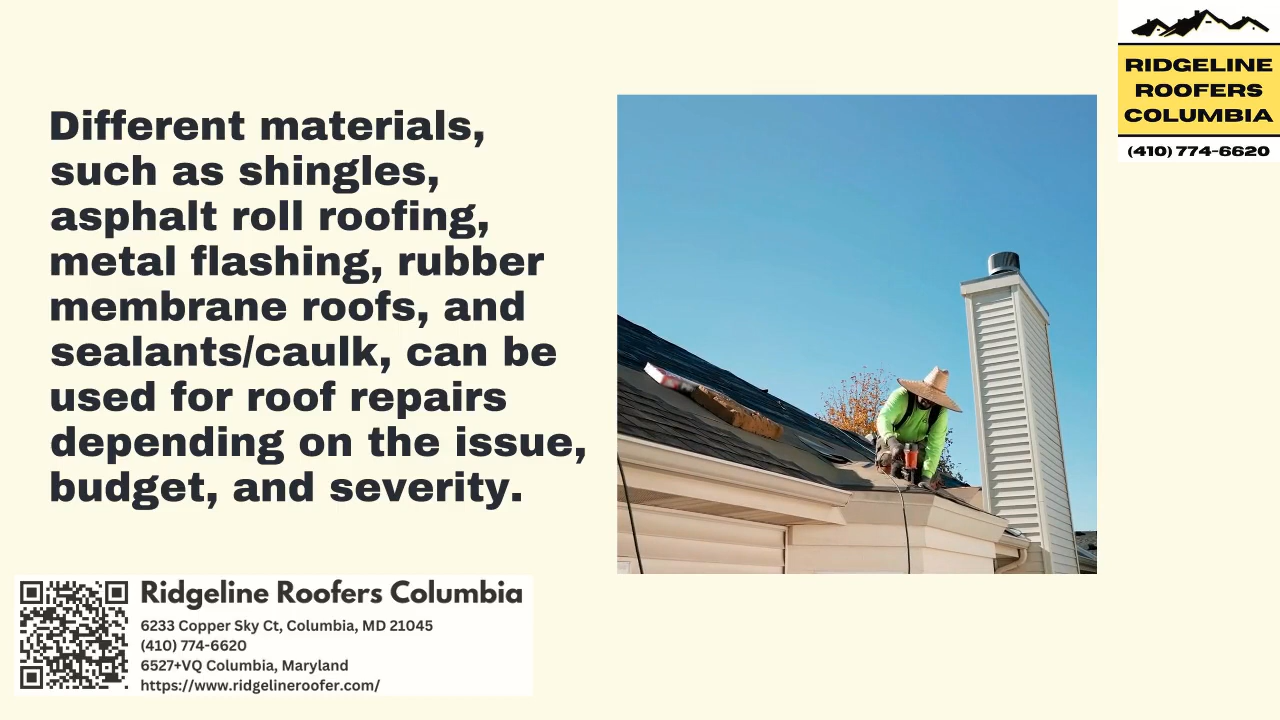 Different materials,
such as shingles,
asphalt roll roofing,
metal flashing, rubber
membrane roofs, and
sealants/caulk, can be
used for roof repairs
depending on the issue,
budget, and severity.
RIDGELINE
ROOFERS
COLUMBIA
(410) 774-6620
Ridgeline Roofers Columbia
6233 Copper Sky Ct, Columbia, MD 21045
(410) 774-6620
6527+VQ Columbia, Maryland
https://www.ridgelineroofer.com/